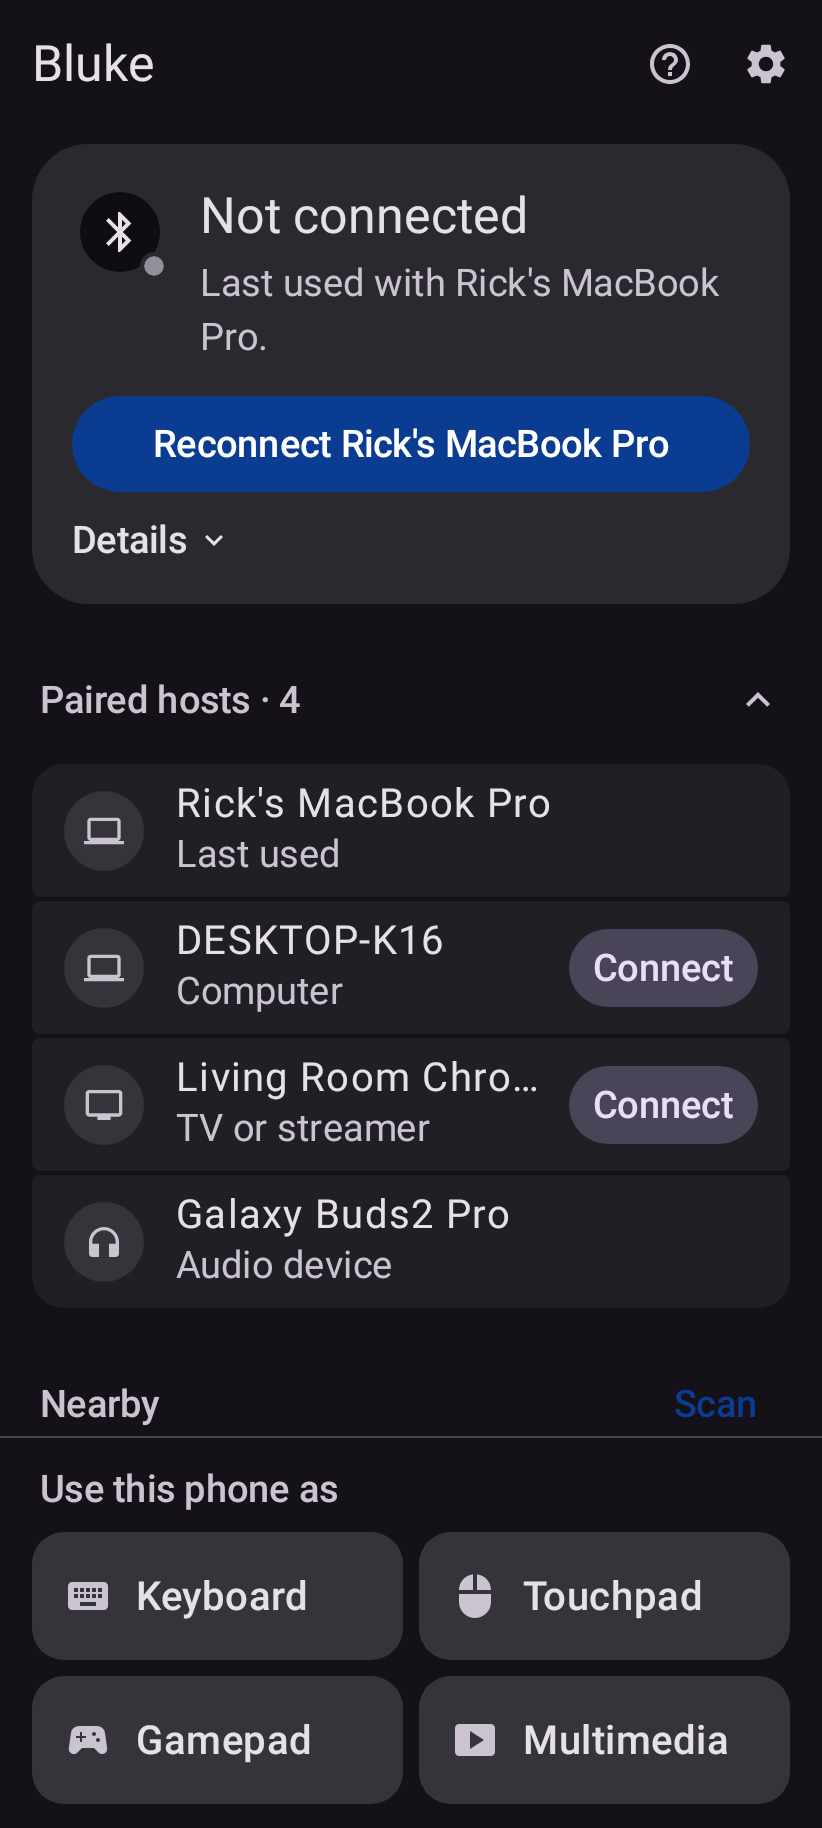 Bluke
Not connected
Last used with Rick's MacBook
Pro.
Reconnect Rick's MacBook Pro
Details
Paired hosts · 4
Rick's MacBook Pro
Last used
DESKTOP-K16
Computer
Connect
Living Room Chro...
TV or streamer
Connect
Galaxy Buds2 Pro
Audio device
Nearby
Scan
Use this phone as
Keyboard
Touchpad
Gamepad
Multimedia